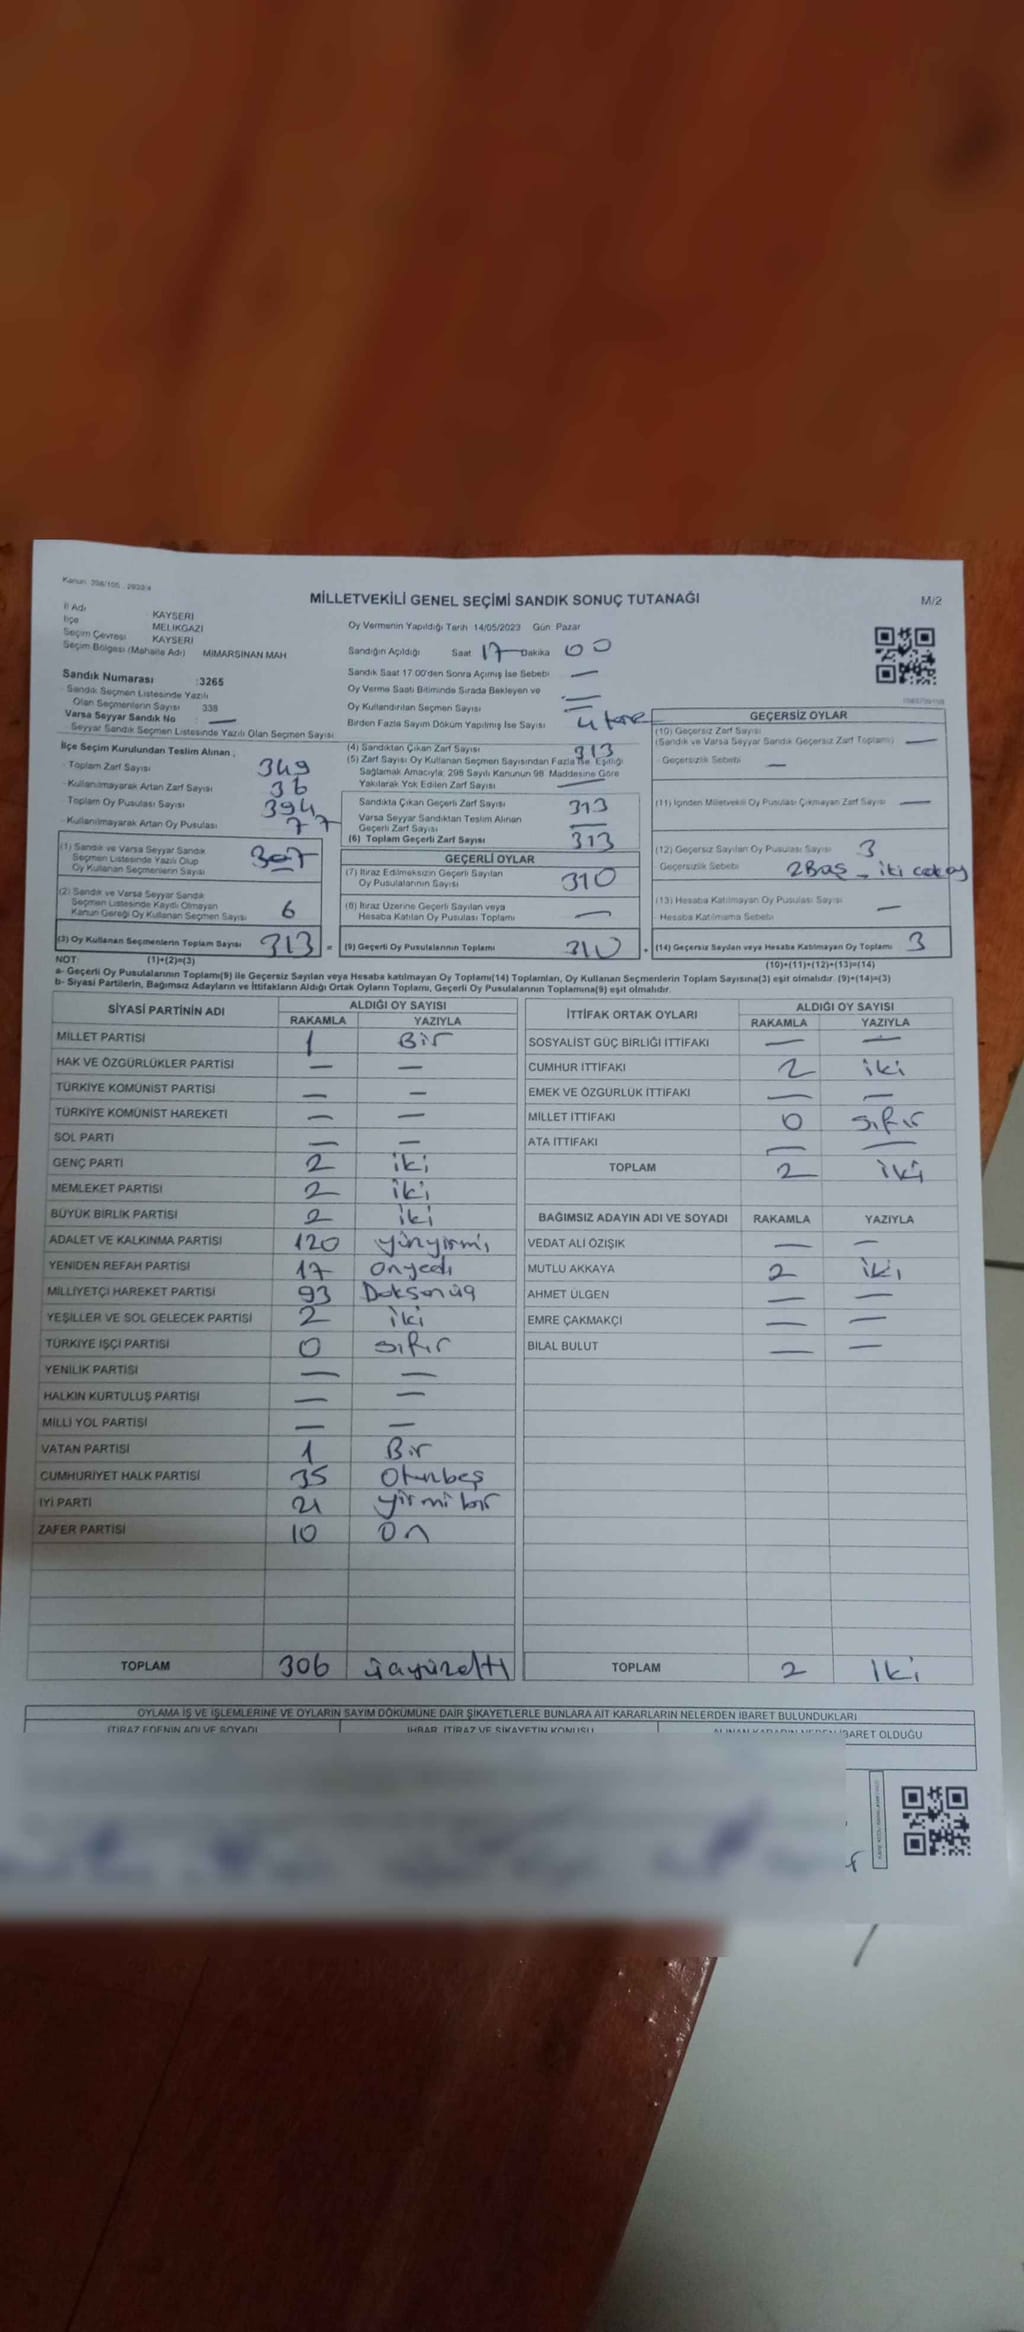 Kanun: 298/105 , 2023/4
MİLLETVEKİLİ GENEL SEÇİMİ SANDIK SONUÇ TUTANAĞI
M/2
İl Adı KAYSERİ
İlçe MELİKGAZİ
Seçim Çevresi KAYSERİ
Seçim Bölgesi (Mahalle Adı) MİMARSİNAN MAH
Sandık Numarası :3265
- Sandık Seçmen Listesinde Yazılı
Olan Seçmenlerin Sayısı 338
Varsa Seyyar Sandık No —
- Seyyar Sandık Seçmen Listesinde Yazılı Olan Seçmen Sayısı
Oy Vermenin Yapıldığı Tarih 14/05/2023 Gün Pazar
Sandığın Açıldığı Saat 17 Dakika 00
Sandık Saat 17:00'den Sonra Açılmış İse Sebebi —
Oy Verme Saati Bitiminde Sırada Bekleyen ve
Oy Kullandırılan Seçmen Sayısı
Birden Fazla Sayım Döküm Yapılmış İse Sayısı
İlçe Seçim Kurulundan Teslim Alınan ;
- Toplam Zarf Sayısı 349
- Kullanılmayarak Artan Zarf Sayısı 36
- Toplam Oy Pusulası Sayısı 394
- Kullanılmayarak Artan Oy Pusulası 77
(1) Sandık ve Varsa Seyyar Sandık
Seçmen Listesinde Yazılı Olup
Oy Kullanan Seçmenlerin Sayısı 307
(2) Sandık ve Varsa Seyyar Sandık
Seçmen Listesinde Kayıtlı Olmayan
Kanun Gereği Oy Kullanan Seçmen Sayısı 6
(3) Oy Kullanan Seçmenlerin Toplam Sayısı 313 =
(4) Sandıktan Çıkan Zarf Sayısı 313
(5) Zarf Sayısı Oy Kullanan Seçmen Sayısından Fazla İse, Eşitliği
Sağlamak Amacıyla; 298 Sayılı Kanunun 98. Maddesine Göre
Yakılarak Yok Edilen Zarf Sayısı —
Sandıkta Çıkan Geçerli Zarf Sayısı 313
Varsa Seyyar Sandıktan Teslim Alınan
Geçerli Zarf Sayısı —
(6) Toplam Geçerli Zarf Sayısı 313
GEÇERLİ OYLAR
(7) İtiraz Edilmeksizin Geçerli Sayılan
Oy Pusulalarının Sayısı 310
(8) İtiraz Üzerine Geçerli Sayılan veya
Hesaba Katılan Oy Pusulası Toplamı —
(9) Geçerli Oy Pusulalarının Toplamı 310 +
GEÇERSİZ OYLAR
(10) Geçersiz Zarf Sayısı
(Sandık ve Varsa Seyyar Sandık Geçersiz Zarf Toplamı) —
- Geçersizlik Sebebi —
(11) İçinden Milletvekili Oy Pusulası Çıkmayan Zarf Sayısı —
(12) Geçersiz Sayılan Oy Pusulası Sayısı 3
- Geçersizlik Sebebi 2 Boş - iki
(13) Hesaba Katılmayan Oy Pusulası Sayısı —
- Hesaba Katılmama Sebebi
(14) Geçersiz Sayılan veya Hesaba Katılmayan Oy Toplamı 3
NOT: (1)+(2)=(3)
(10)+(11)+(12)+(13)=(14)
a- Geçerli Oy Pusulalarının Toplamı(9) ile Geçersiz Sayılan veya Hesaba katılmayan Oy Toplamı(14) Toplamları, Oy Kullanan Seçmenlerin Toplam Sayısına(3) eşit olmalıdır. (9)+(14)=(3)
b- Siyasi Partilerin, Bağımsız Adayların ve İttifakların Aldığı Ortak Oyların Toplamı, Geçerli Oy Pusulalarının Toplamına(9) eşit olmalıdır.
SİYASİ PARTİNİN ADI ALDIĞI OY SAYISI
RAKAMLA YAZIYLA
MİLLET PARTİSİ 1 Bir
HAK VE ÖZGÜRLÜKLER PARTİSİ — —
TÜRKİYE KOMÜNİST PARTİSİ — —
TÜRKİYE KOMÜNİST HAREKETİ — —
SOL PARTİ — —
GENÇ PARTİ 2 iki
MEMLEKET PARTİSİ 2 iki
BÜYÜK BİRLİK PARTİSİ 2 iki
ADALET VE KALKINMA PARTİSİ 120 yüzyirmi
YENİDEN REFAH PARTİSİ 17 onyedi
MİLLİYETÇİ HAREKET PARTİSİ 93 Doksanüç
YEŞİLLER VE SOL GELECEK PARTİSİ 2 iki
TÜRKİYE İŞÇİ PARTİSİ 0 sıfır
YENİLİK PARTİSİ — —
HALKIN KURTULUŞ PARTİSİ — —
MİLLİ YOL PARTİSİ — —
VATAN PARTİSİ 1 Bir
CUMHURİYET HALK PARTİSİ 35 Otuzbeş
İYİ PARTİ 21 yirmi bir
ZAFER PARTİSİ 10 On
TOPLAM 306 üçyüzaltı
İTTİFAK ORTAK OYLARI ALDIĞI OY SAYISI
RAKAMLA YAZIYLA
SOSYALİST GÜÇ BİRLİĞİ İTTİFAKI — —
CUMHUR İTTİFAKI 2 iki
EMEK VE ÖZGÜRLÜK İTTİFAKI — —
MİLLET İTTİFAKI 0 sıfır
ATA İTTİFAKI — —
TOPLAM 2 iki
BAĞIMSIZ ADAYIN ADI VE SOYADI RAKAMLA YAZIYLA
VEDAT ALİ ÖZIŞIK — —
MUTLU AKKAYA 2 iki
AHMET ÜLGEN — —
EMRE ÇAKMAKÇI — —
BİLAL BULUT — —
TOPLAM 2 İki
OYLAMA İŞ VE İŞLEMLERİNE VE OYLARIN SAYIM DÖKÜMÜNE DAİR ŞİKAYETLERLE BUNLARA AİT KARARLARIN NELERDEN İBARET BULUNDUKLARI
İTİRAZ EDENİN ADI VE SOYADI İHBAR, İTİRAZ VE ŞİKAYETİN KONUSU ALINAN KARARIN NEDEN İBARET OLDUĞU